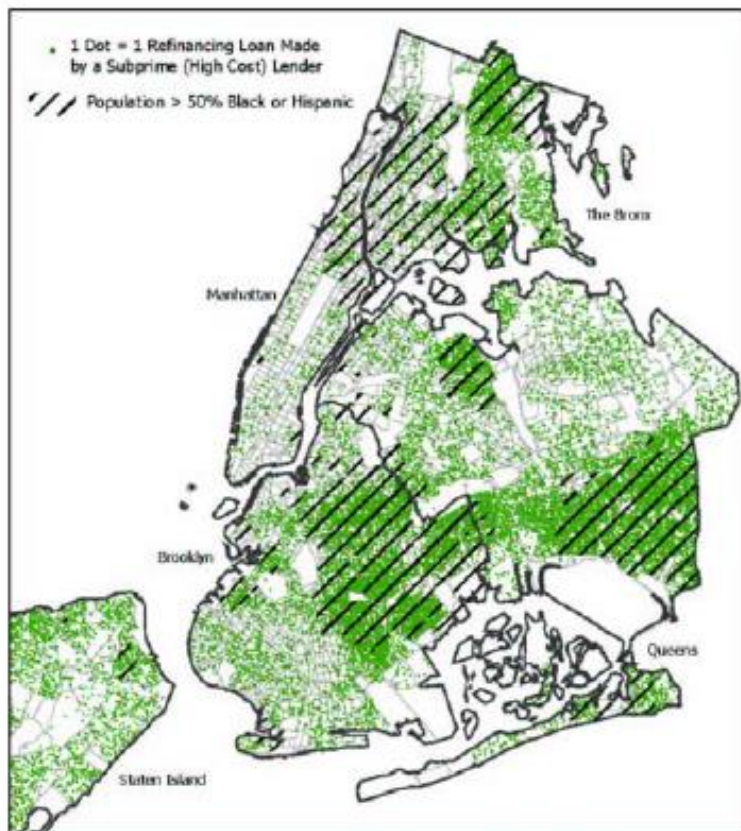 1 Dot = 1 Refinancing Loan Made
by a Subprime (High Cost) Lender
Population > 50% Black or Hispanic
The Bronx
Manhattan
Brooklyn
Queens
Staten Island